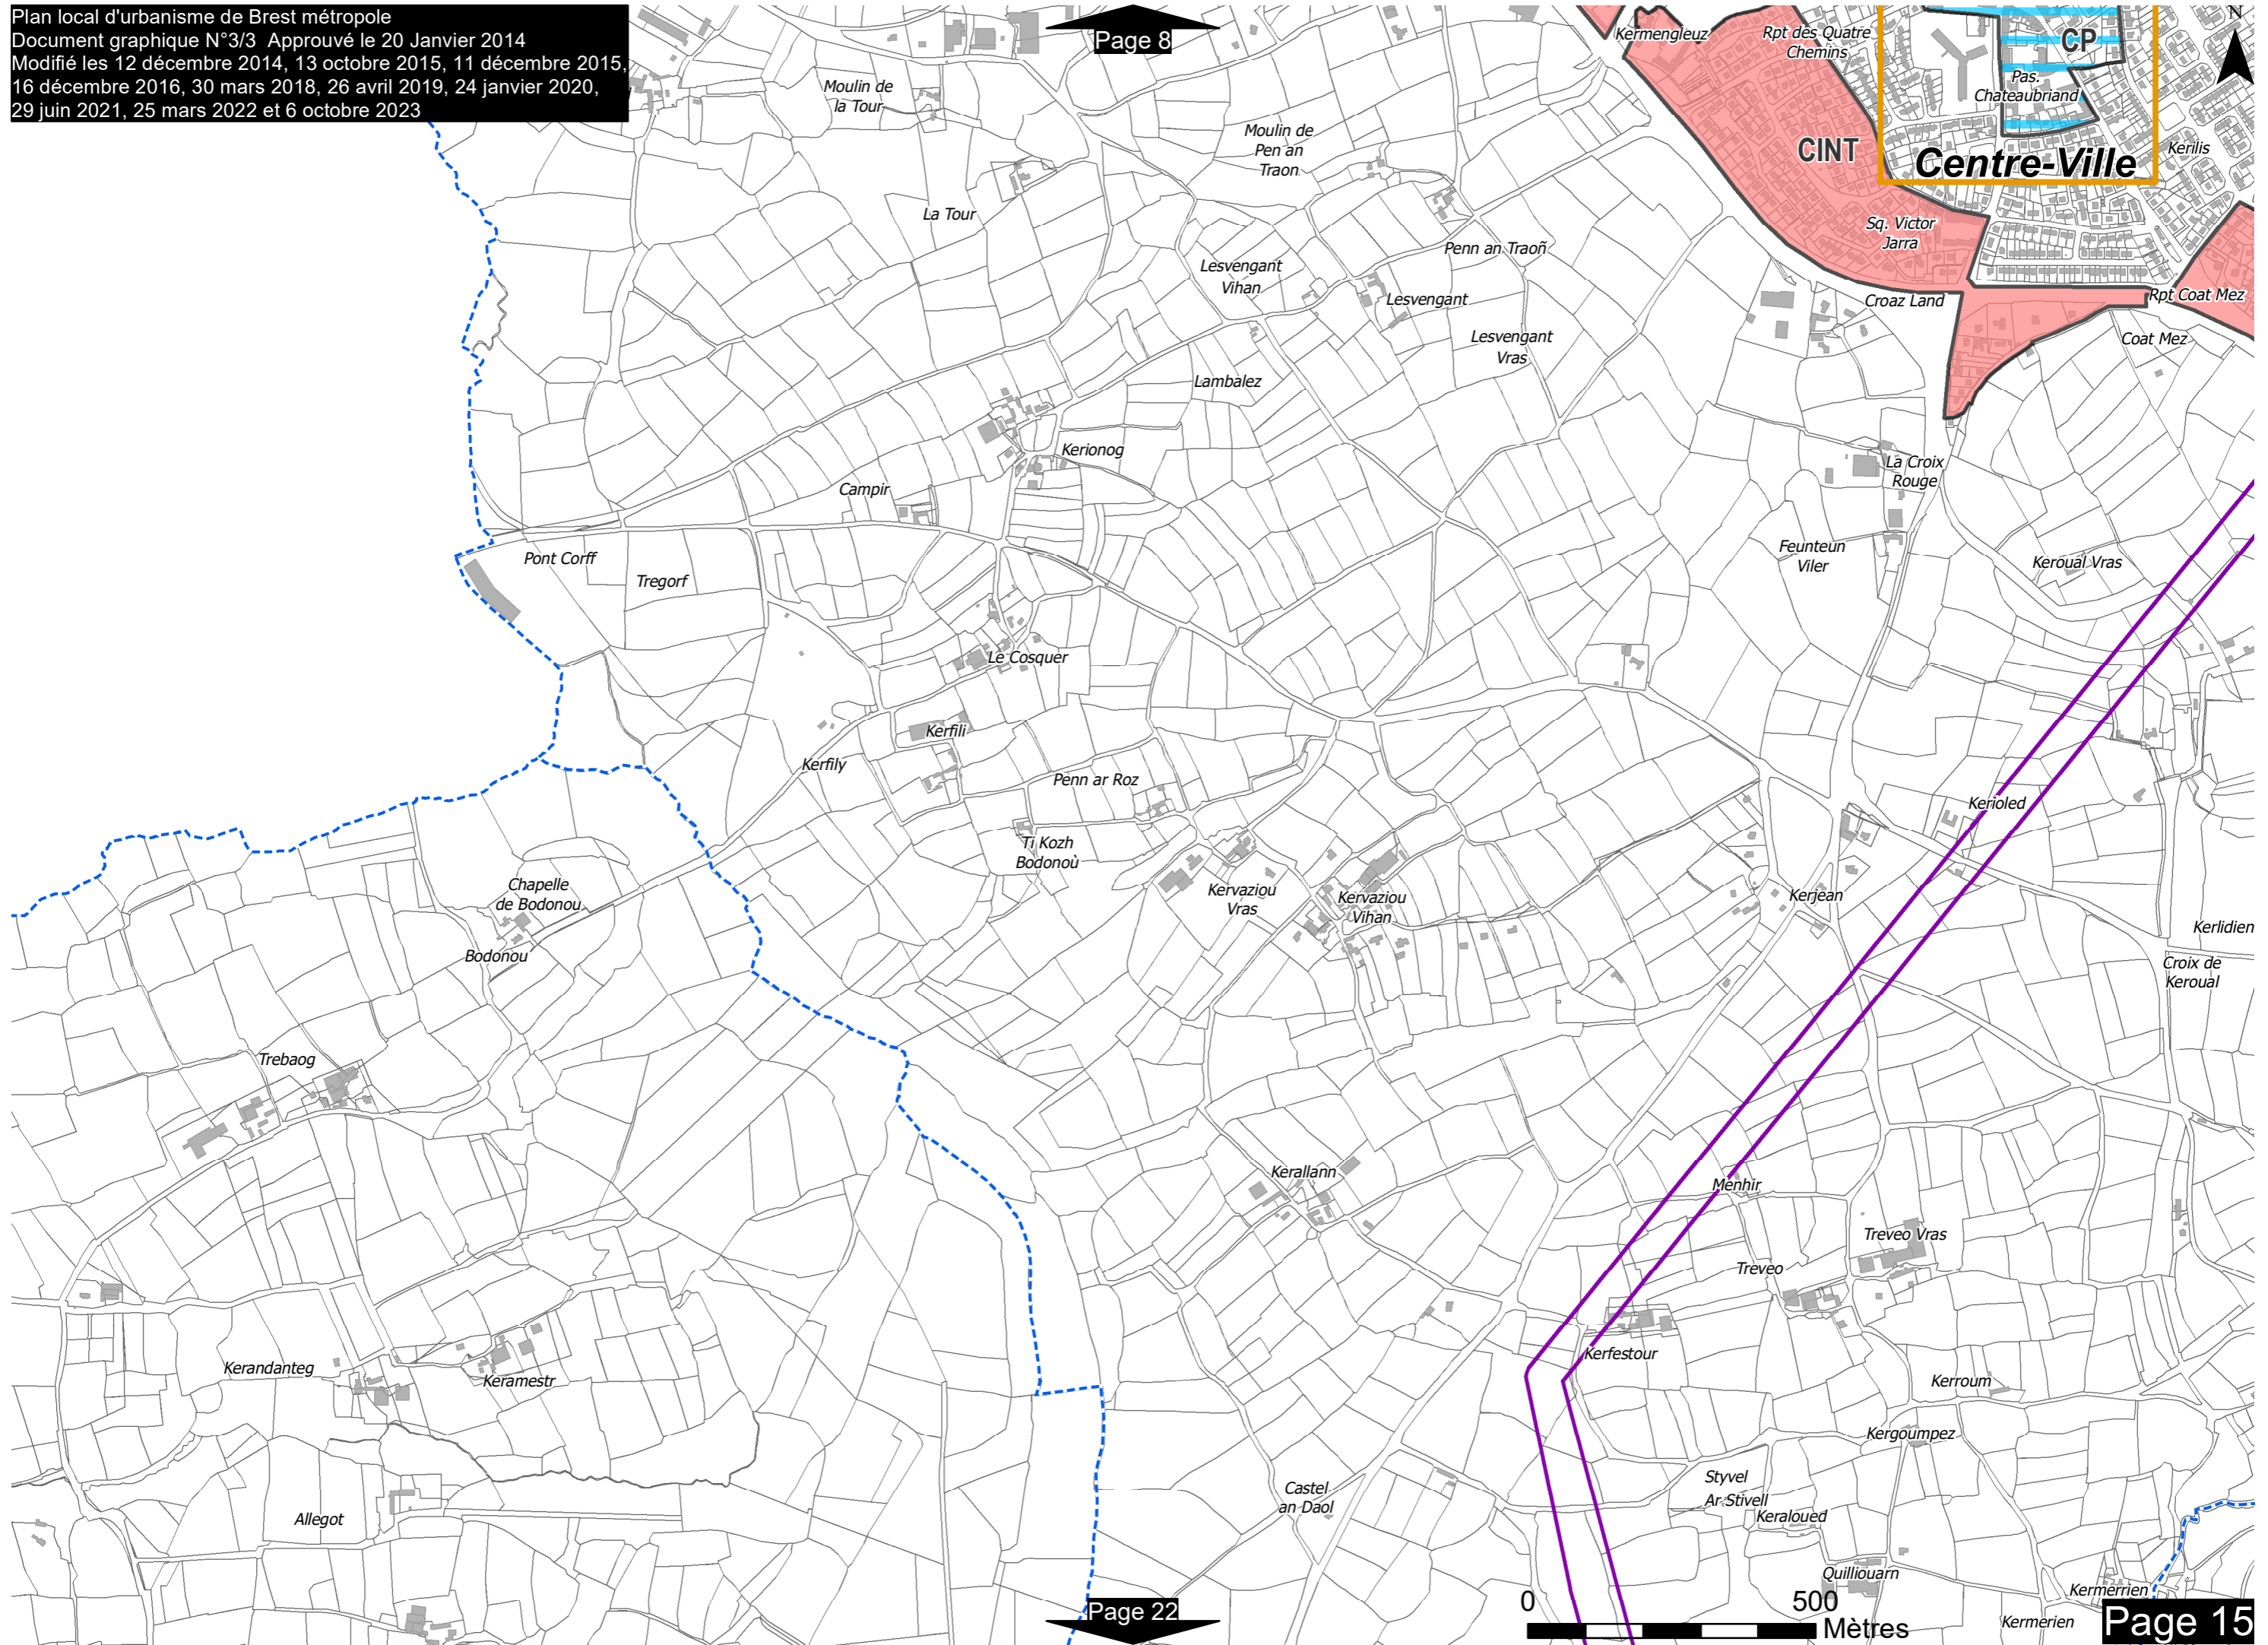 Plan local d'urbanisme de Brest métropole
Document graphique N°3/3  Approuvé le 20 Janvier 2014
Modifié les 12 décembre 2014, 13 octobre 2015, 11 décembre 2015,
16 décembre 2016, 30 mars 2018, 26 avril 2019, 24 janvier 2020,
29 juin 2021, 25 mars 2022 et 6 octobre 2023
Page 8
N
Kermengleuz
Rpt des Quatre
Chemins
CP
Pas.
Chateaubriand
CINT
Centre-Ville
Kerilis
Moulin de
la Tour
Moulin de
Pen an
Traon
La Tour
Sq. Victor
Jarra
Penn an Traoñ
Lesvengant
Vihan
Lesvengant
Croaz Land
Rpt Coat Mez
Lesvengant
Vras
Coat Mez
Lambalez
Kerionog
La Croix
Rouge
Campir
Pont Corff
Tregorf
Feunteun
Viler
Keroual Vras
Le Cosquer
Kerfili
Kerfily
Penn ar Roz
Kerioled
Ti Kozh
Bodonoù
Chapelle
de Bodonou
Kervaziou
Vras
Kervaziou
Vihan
Kerjean
Kerlidien
Bodonou
Croix de
Keroual
Trebaog
Kerallann
Menhir
Treveo Vras
Treveo
Kerfestour
Kerandanteg
Keramestr
Kerroum
Kergoumpez
Styvel
Ar Stivell
Keraloued
Castel
an Daol
Allegot
Quilliouarn
Kermerrien
Kermerien
0
500
Mètres
Page 22
Page 15